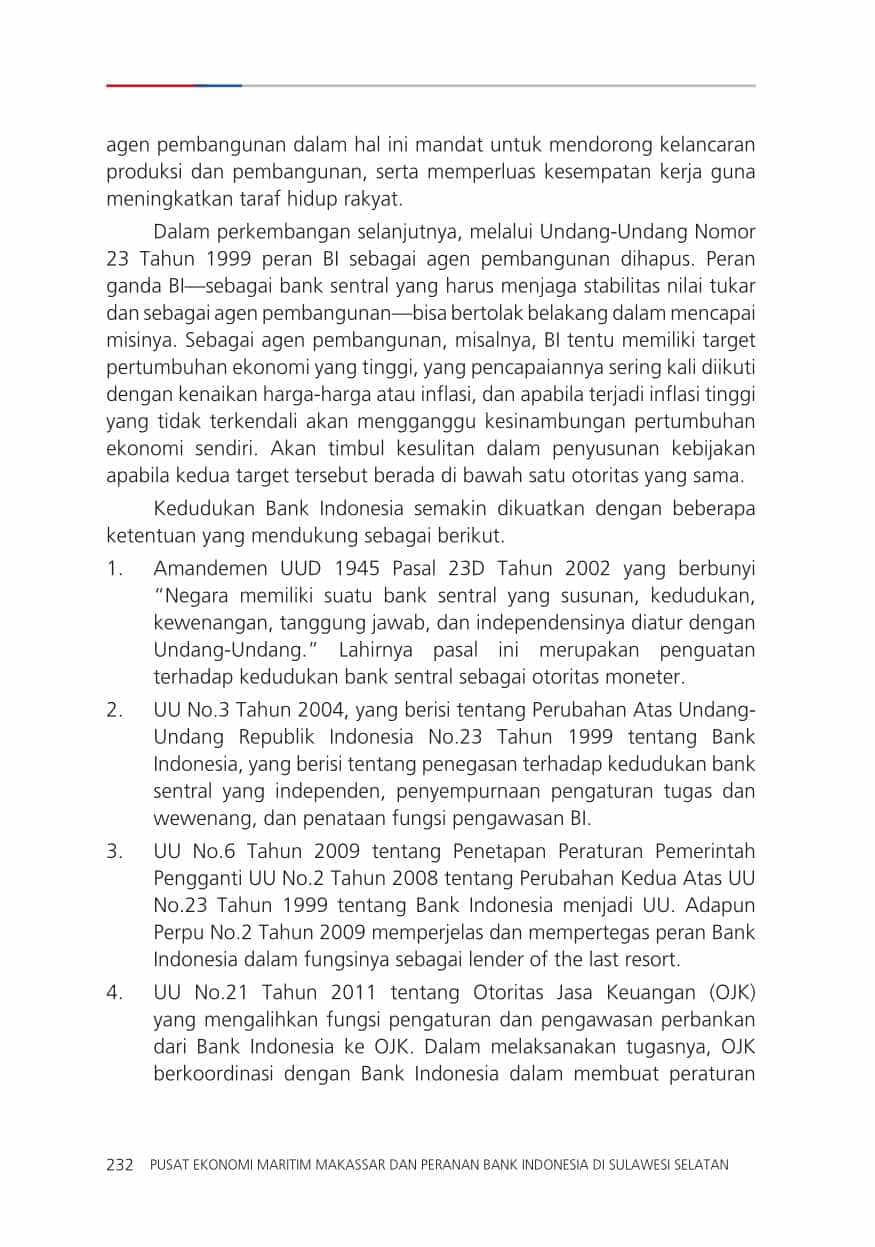 agen pembangunan dalam hal ini mandat untuk mendorong kelancaran
produksi dan pembangunan, serta memperluas kesempatan kerja guna
meningkatkan taraf hidup rakyat.
Dalam perkembangan selanjutnya, melalui Undang-Undang Nomor
23 Tahun 1999 peran BI sebagai agen pembangunan dihapus. Peran
ganda BI—sebagai bank sentral yang harus menjaga stabilitas nilai tukar
dan sebagai agen pembangunan—bisa bertolak belakang dalam mencapai
misinya. Sebagai agen pembangunan, misalnya, BI tentu memiliki target
pertumbuhan ekonomi yang tinggi, yang pencapaiannya sering kali diikuti
dengan kenaikan harga-harga atau inflasi, dan apabila terjadi inflasi tinggi
yang tidak terkendali akan mengganggu kesinambungan pertumbuhan
ekonomi sendiri. Akan timbul kesulitan dalam penyusunan kebijakan
apabila kedua target tersebut berada di bawah satu otoritas yang sama.
Kedudukan Bank Indonesia semakin dikuatkan dengan beberapa
ketentuan yang mendukung sebagai berikut.
1. Amandemen UUD 1945 Pasal 23D Tahun 2002 yang berbunyi
“Negara memiliki suatu bank sentral yang susunan, kedudukan,
kewenangan, tanggung jawab, dan independensinya diatur dengan
Undang-Undang.” Lahirnya pasal ini merupakan penguatan
terhadap kedudukan bank sentral sebagai otoritas moneter.
2. UU No.3 Tahun 2004, yang berisi tentang Perubahan Atas Undang-
Undang Republik Indonesia No.23 Tahun 1999 tentang Bank
Indonesia, yang berisi tentang penegasan terhadap kedudukan bank
sentral yang independen, penyempurnaan pengaturan tugas dan
wewenang, dan penataan fungsi pengawasan BI.
3. UU No.6 Tahun 2009 tentang Penetapan Peraturan Pemerintah
Pengganti UU No.2 Tahun 2008 tentang Perubahan Kedua Atas UU
No.23 Tahun 1999 tentang Bank Indonesia menjadi UU. Adapun
Perpu No.2 Tahun 2009 memperjelas dan mempertegas peran Bank
Indonesia dalam fungsinya sebagai lender of the last resort.
4. UU No.21 Tahun 2011 tentang Otoritas Jasa Keuangan (OJK)
yang mengalihkan fungsi pengaturan dan pengawasan perbankan
dari Bank Indonesia ke OJK. Dalam melaksanakan tugasnya, OJK
berkoordinasi dengan Bank Indonesia dalam membuat peraturan
232 PUSAT EKONOMI MARITIM MAKASSAR DAN PERANAN BANK INDONESIA DI SULAWESI SELATAN